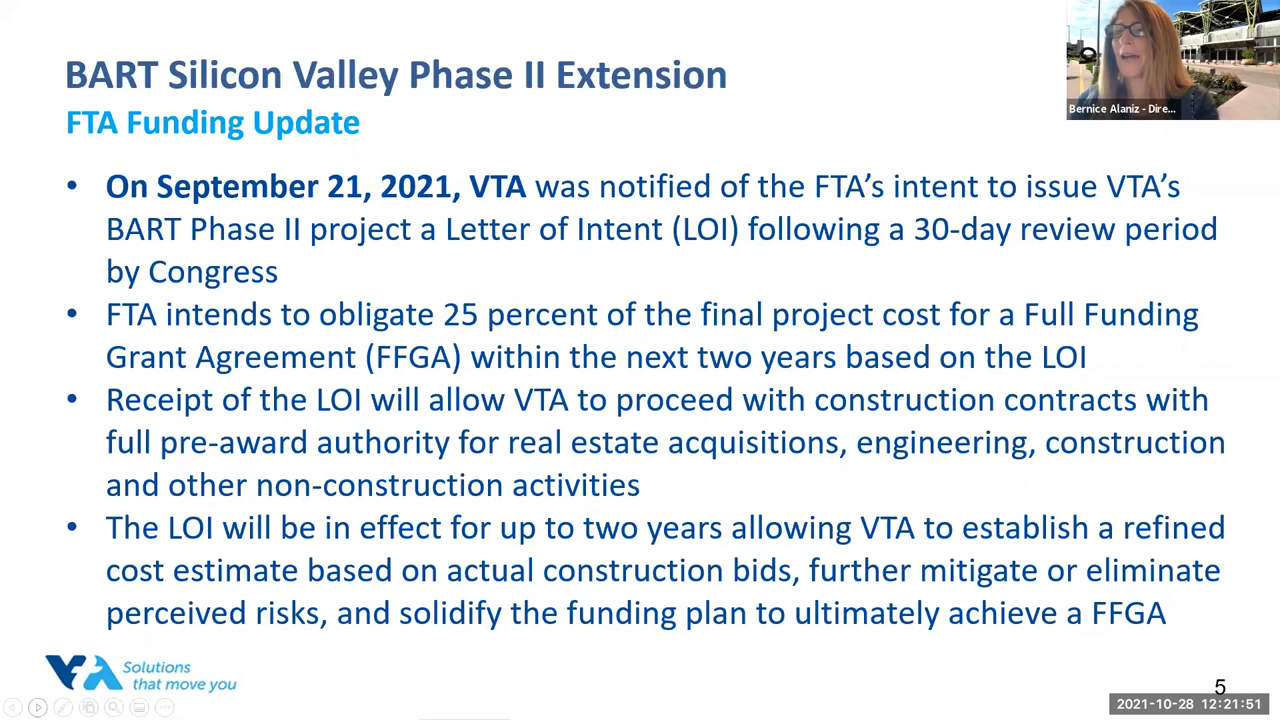 BART Silicon Valley Phase II Extension
FTA Funding Update
Bernice Alaniz - Dire...
• On September 21, 2021, VTA was notified of the FTA’s intent to issue VTA’s
BART Phase II project a Letter of Intent (LOI) following a 30-day review period
by Congress
• FTA intends to obligate 25 percent of the final project cost for a Full Funding
Grant Agreement (FFGA) within the next two years based on the LOI
• Receipt of the LOI will allow VTA to proceed with construction contracts with
full pre-award authority for real estate acquisitions, engineering, construction
and other non-construction activities
• The LOI will be in effect for up to two years allowing VTA to establish a refined
cost estimate based on actual construction bids, further mitigate or eliminate
perceived risks, and solidify the funding plan to ultimately achieve a FFGA
VTA Solutions
that move you
5
2021-10-28 12:21:51